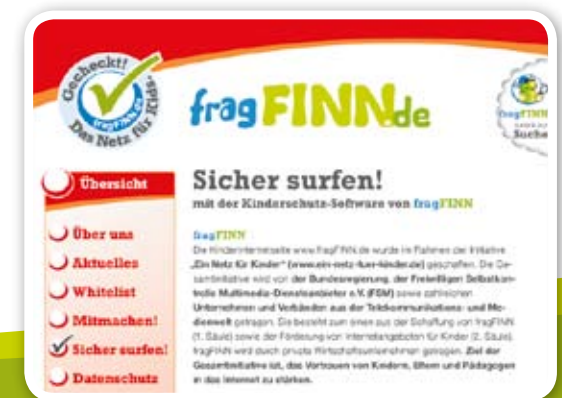 Gecheckt!
fragFINN.de
Das Netz für Kids
fragFINN.de
fragFINN
Suche
Übersicht
Über uns
Aktuelles
Whitelist
Mitmachen!
Sicher surfen!
Datenschutz
Sicher surfen!
mit der Kinderschutz-Software von fragFINN
fragFINN
Die Kinderinternetseite www.fragFINN.de wurde im Rahmen der Initiative
„Ein Netz für Kinder" (www.ein-netz-fuer-kinder.de) geschaffen. Die Ge-
samtinitiative wird von der Bundesregierung, der Freiwilligen Selbstkon-
trolle Multimedia-Diensteanbieter e.V. (FSM) sowie zahlreichen
Unternehmen und Verbänden aus der Telekommunikations- und Me-
dienwelt getragen. Sie besteht zum einen aus der Schaffung von fragFINN
(1. Säule) sowie der Förderung von Internetangeboten für Kinder (2. Säule).
fragFINN wird durch private Wirtschaftsunternehmen getragen. Ziel der
Gesamtinitiative ist, das Vertrauen von Kindern, Eltern und Pädagogen
in das Internet zu stärken.